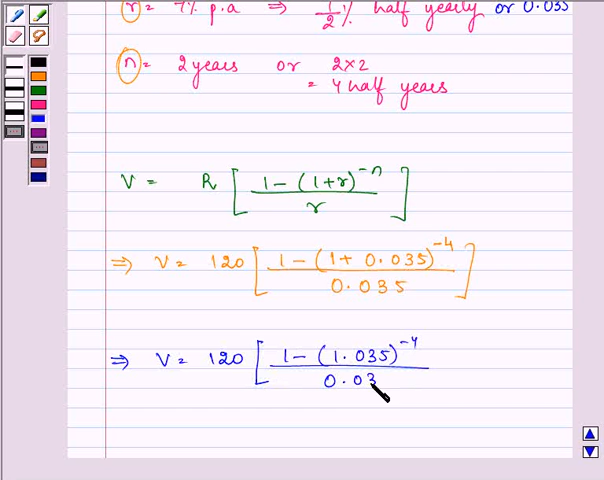 r = 7% p.a ⇒ 7/2 % half yearly or 0.035
n = 2 years or 2×2
= 4 half years
V = R [ (1 - (1+r)^-n) / r ]
⇒ V = 120 [ (1 - (1 + 0.035)^-4) / 0.035 ]
⇒ V = 120 [ (1 - (1.035)^-4) / 0.03